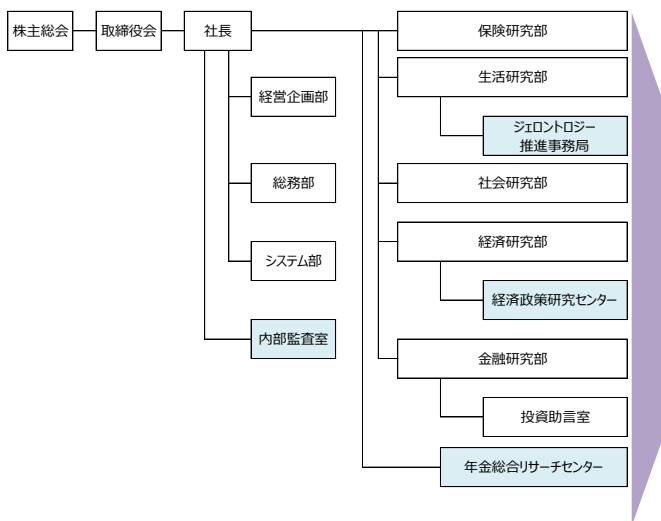 株主総会
取締役会
社長
経営企画部
総務部
システム部
内部監査室
保険研究部
生活研究部
ジェロントロジー
推進事務局
社会研究部
経済研究部
経済政策研究センター
金融研究部
投資助言室
年金総合リサーチセンター